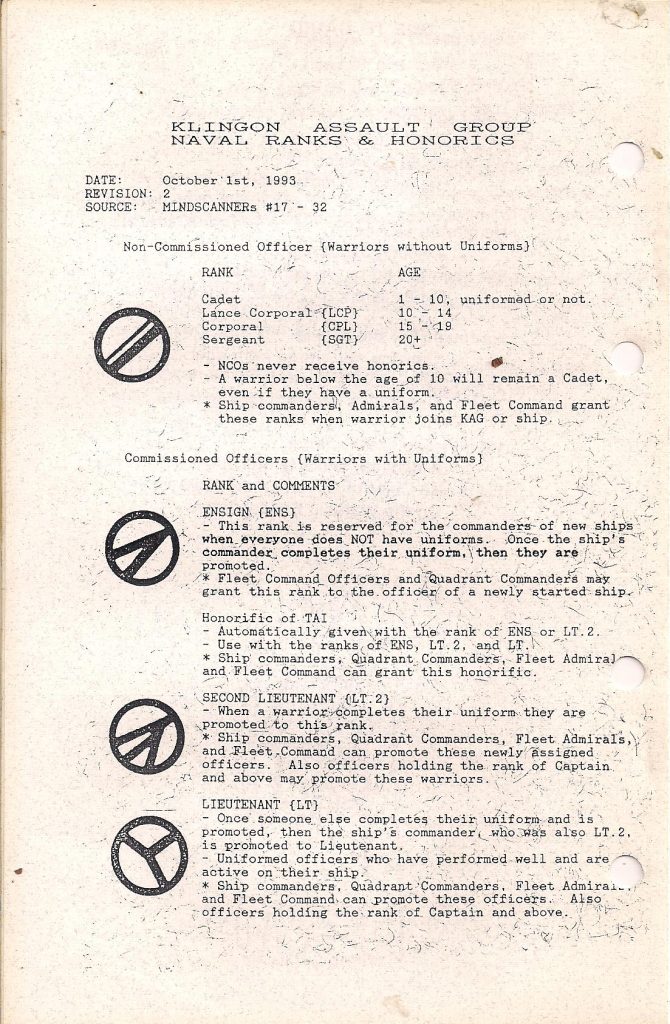 KLINGON ASSAULT GROUP
NAVAL RANKS & HONORICS
DATE: October 1st, 1993
REVISION: 2
SOURCE: MINDSCANNERs #17 - 32
Non-Commissioned Officer {Warriors without Uniforms}
RANK AGE
Cadet 1 - 10, uniformed or not.
Lance Corporal {LCP} 10 - 14
Corporal {CPL} 15 - 19
Sergeant {SGT} 20+
- NCOs never receive honorics.
- A warrior below the age of 10 will remain a Cadet,
even if they have a uniform.
* Ship commanders, Admirals, and Fleet Command grant
these ranks when warrior joins KAG or ship.
Commissioned Officers {Warriors with Uniforms}
RANK and COMMENTS
ENSIGN {ENS}
- This rank is reserved for the commanders of new ships
when everyone does NOT have uniforms. Once the ship's
commander completes their uniform, then they are
promoted.
* Fleet Command Officers and Quadrant Commanders may
grant this rank to the officer of a newly started ship.
Honorific of TAI
- Automatically given with the rank of ENS or LT.2.
- Use with the ranks of ENS, LT.2, and LT.
* Ship commanders, Quadrant Commanders, Fleet Admiral
and Fleet Command can grant this honorific.
SECOND LIEUTENANT {LT.2}
- When a warrior completes their uniform they are
promoted to this rank.
* Ship commanders, Quadrant Commanders, Fleet Admirals,
and Fleet Command can promote these newly assigned
officers. Also officers holding the rank of Captain
and above may promote these warriors.
LIEUTENANT {LT}
- Once someone else completes their uniform and is
promoted, then the ship's commander, who was also LT.2,
is promoted to Lieutenant.
- Uniformed officers who have performed well and are
active on their ship.
* Ship commanders, Quadrant Commanders, Fleet Admirals,
and Fleet Command can promote these officers. Also
officers holding the rank of Captain and above.